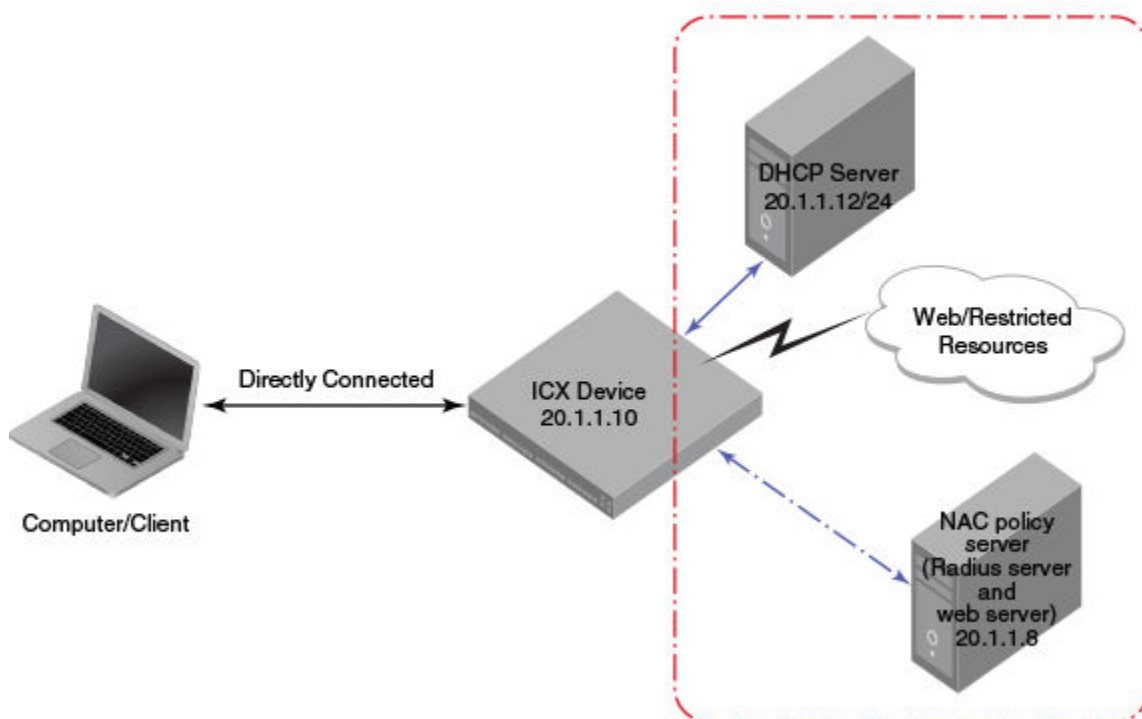 DHCP Server
20.1.1.12/24
Web/Restricted
Resources
Directly Connected
ICX Device
20.1.1.10
Computer/Client
NAC policy
server
(Radius server
and
web server)
20.1.1.8